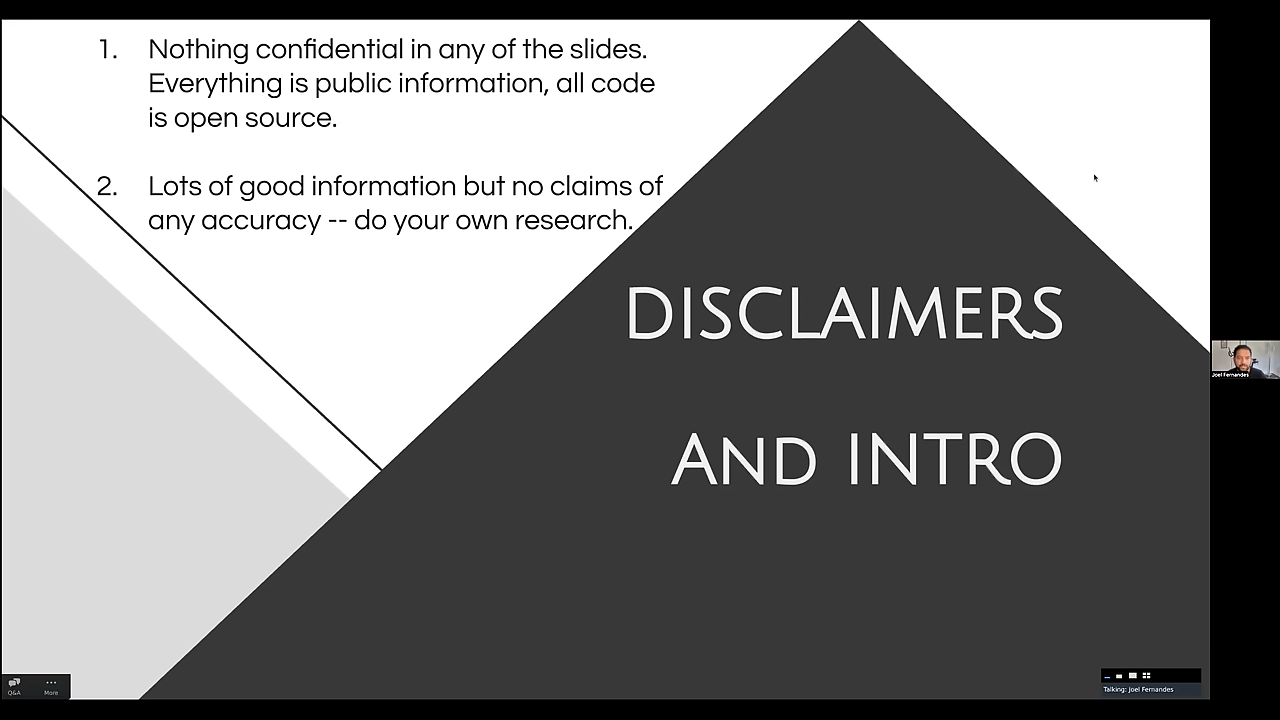 1. Nothing confidential in any of the slides.
Everything is public information, all code
is open source.
2. Lots of good information but no claims of
any accuracy -- do your own research.
DISCLAIMERS
AND INTRO
Joel Fernandes
Q&A More
Talking: Joel Fernandes